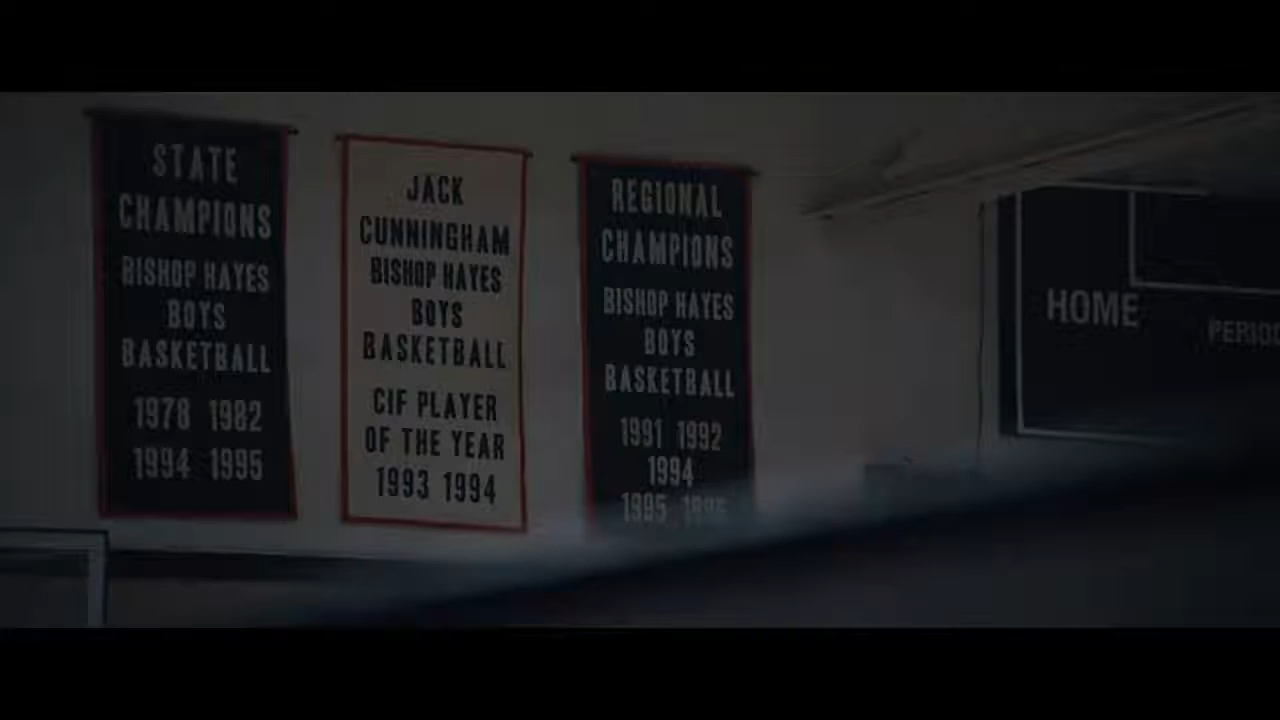 STATE
CHAMPIONS
BISHOP HAYES
BOYS
BASKETBALL
1978 1982
1994 1995
JACK
CUNNINGHAM
BISHOP HAYES
BOYS
BASKETBALL
CIF PLAYER
OF THE YEAR
1993 1994
REGIONAL
CHAMPIONS
BISHOP HAYES
BOYS
BASKETBALL
1991 1992
1994
1995
HOME